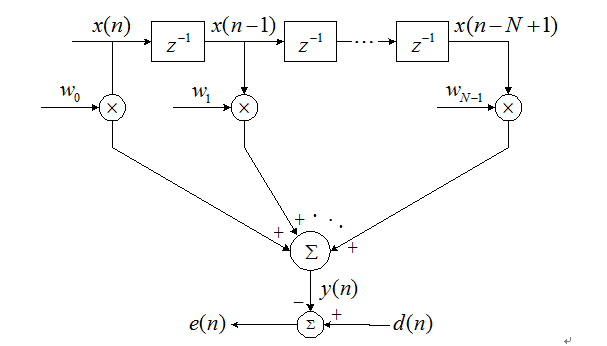 x(n) z⁻¹ x(n−1) z⁻¹ ··· z⁻¹ x(n−N+1)
w₀ × w₁ × w_{N−1} ×
+ + ··· +
Σ
− y(n)
e(n) Σ + d(n)
↵